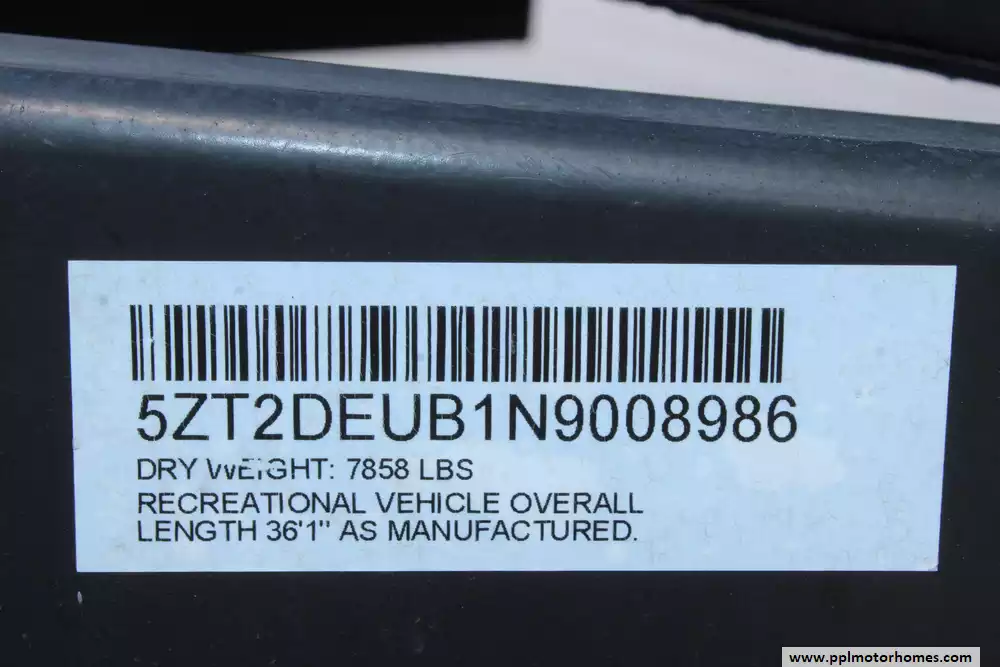 5ZT2DEUB1N9008986
DRY WEIGHT: 7858 LBS
RECREATIONAL VEHICLE OVERALL
LENGTH 36'1" AS MANUFACTURED.
www.pplmotorhomes.com